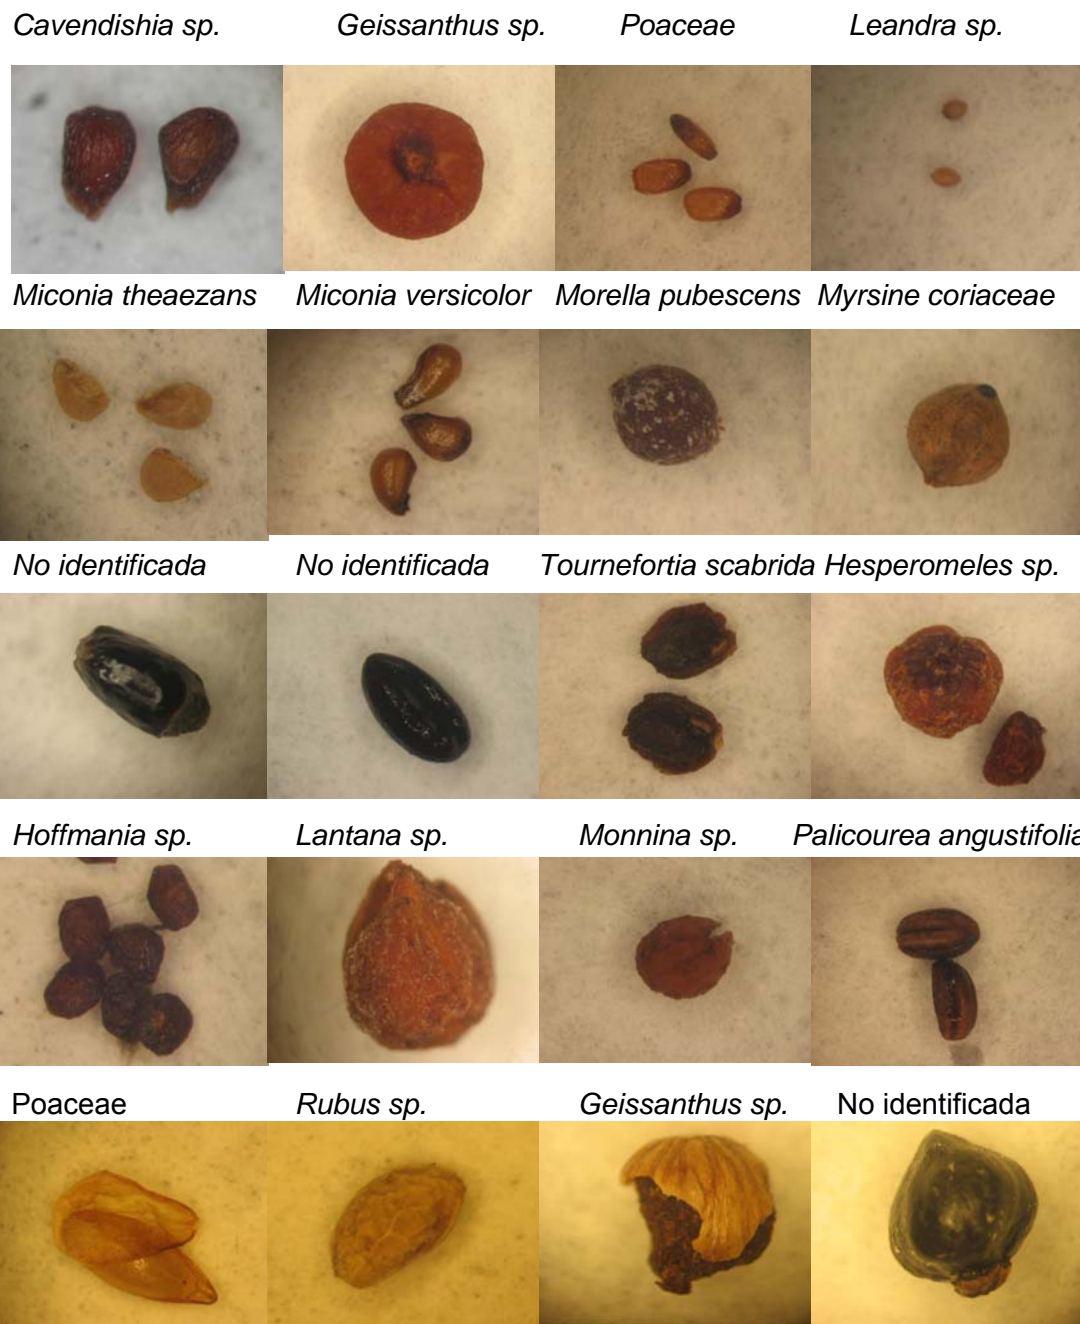 Cavendishia sp. Geissanthus sp. Poaceae Leandra sp.
Miconia theaezans Miconia versicolor Morella pubescens Myrsine coriaceae
No identificada No identificada Tournefortia scabrida Hesperomeles sp.
Hoffmania sp. Lantana sp. Monnina sp. Palicourea angustifolia
Poaceae Rubus sp. Geissanthus sp. No identificada